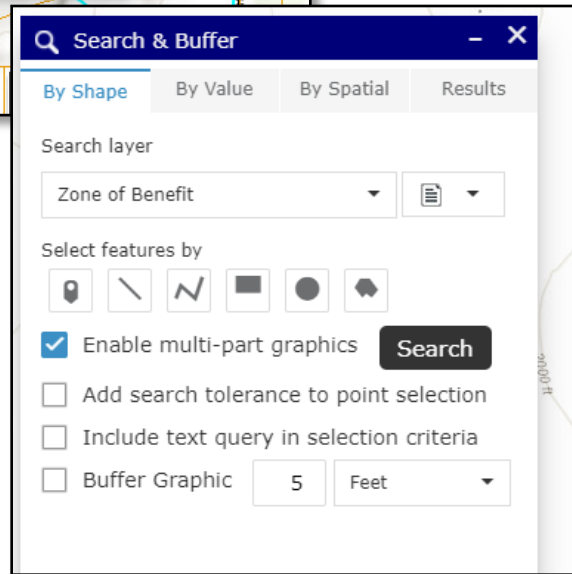 Search & Buffer
By Shape By Value By Spatial Results
Search layer
Zone of Benefit
Select features by
Enable multi-part graphics Search
Add search tolerance to point selection
Include text query in selection criteria
Buffer Graphic 5 Feet
2000 ft